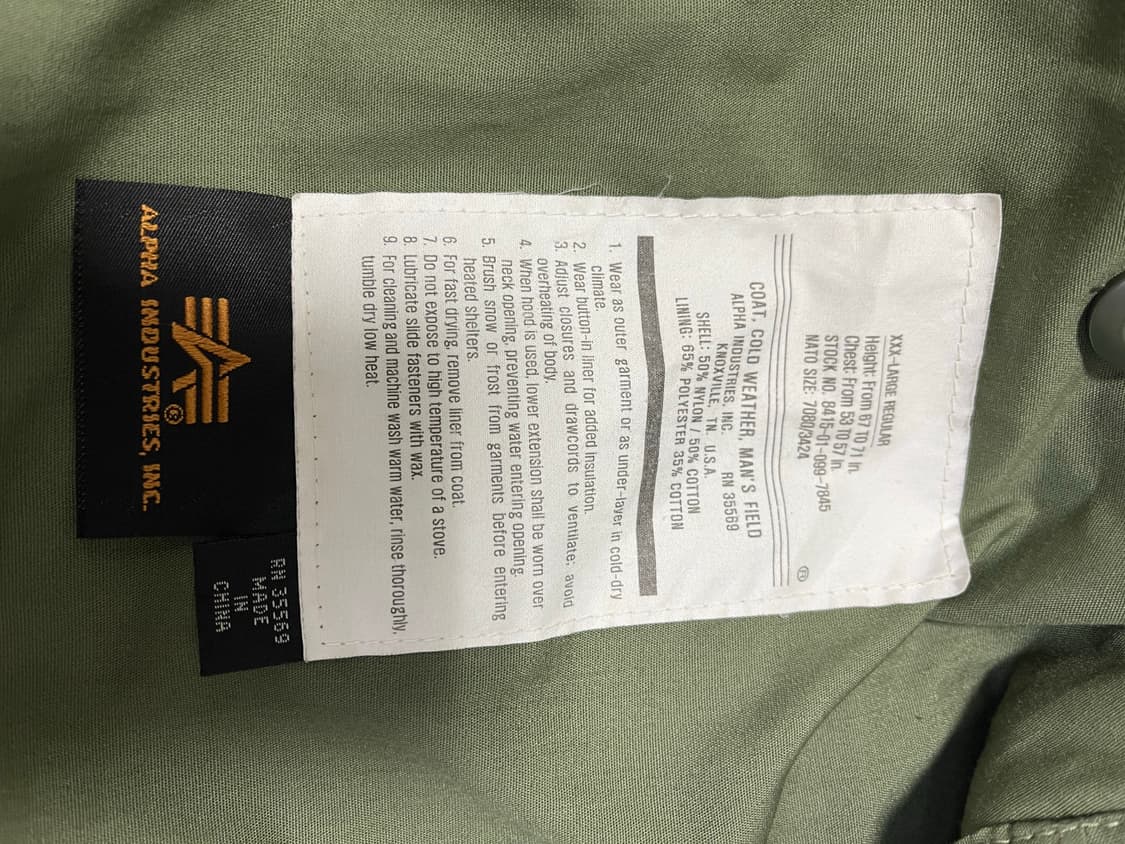 XXX-LARGE REGULAR
Height: From 67 TO 71 In.
Chest: From 53 TO 57 In.
STOCK NO. 8415-01-099-7845
NATO SIZE: 7080/3424
®
COAT, COLD WEATHER, MAN'S FIELD
ALPHA INDUSTRIES, INC. RN 35569
KNOXVILLE, TN. U.S.A.
SHELL: 50% NYLON / 50% COTTON
LINING: 65% POLYESTER 35% COTTON
1. Wear as outer garment or as under-layer in cold-dry
climate.
2. Wear button-in liner for added insulation.
3. Adjust closures and drawcords to ventilate; avoid
overheating of body.
4. When hood is used, lower extension shall be worn over
neck opening, preventing water entering opening.
5. Brush snow or frost from garments before entering
heated shelters.
6. For fast drying, remove liner from coat.
7. Do not expose to high temperature of a stove.
8. Lubricate slide fasteners with wax.
9. For cleaning and machine wash warm water, rinse thoroughly,
tumble dry low heat.
RN 35569
MADE
IN
CHINA
®
ALPHA INDUSTRIES, INC.